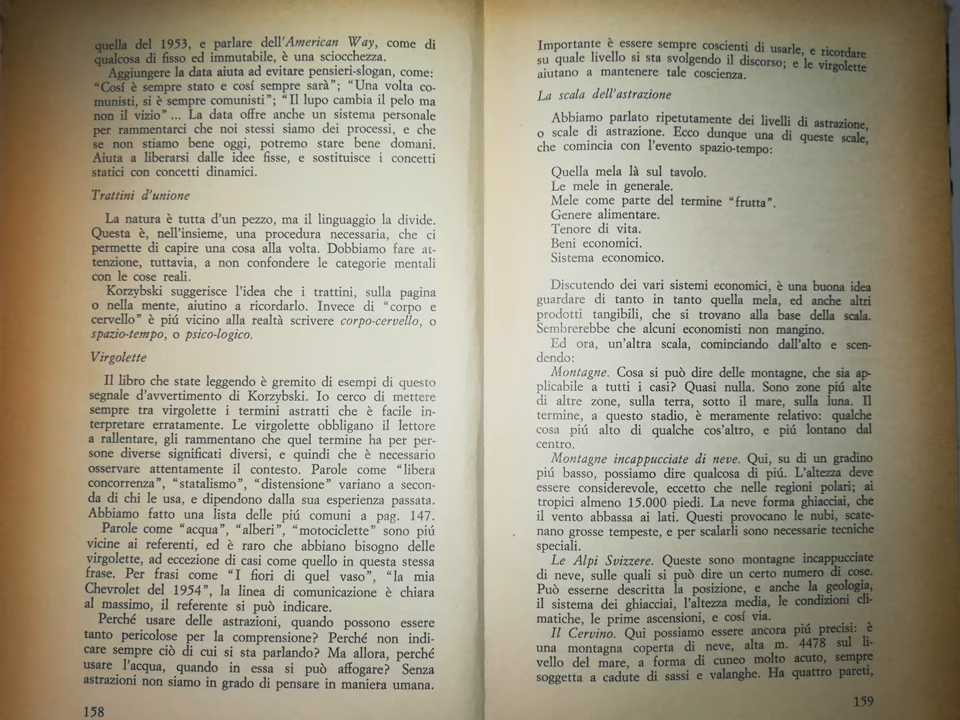 quella del 1953, e parlare dell'American Way, come di
qualcosa di fisso ed immutabile, è una sciocchezza.
Aggiungere la data aiuta ad evitare pensieri-slogan, come:
"Cosí è sempre stato e cosí sempre sarà"; "Una volta co-
munisti, si è sempre comunisti"; "Il lupo cambia il pelo ma
non il vizio" ... La data offre anche un sistema personale
per rammentarci che noi stessi siamo dei processi, e che
se non stiamo bene oggi, potremo stare bene domani.
Aiuta a liberarsi dalle idee fisse, e sostituisce i concetti
statici con concetti dinamici.
Trattini d'unione
La natura è tutta d'un pezzo, ma il linguaggio la divide.
Questa è, nell'insieme, una procedura necessaria, che ci
permette di capire una cosa alla volta. Dobbiamo fare at-
tenzione, tuttavia, a non confondere le categorie mentali
con le cose reali.
Korzybski suggerisce l'idea che i trattini, sulla pagina
o nella mente, aiutino a ricordarlo. Invece di "corpo e
cervello" è piú vicino alla realtà scrivere corpo-cervello, o
spazio-tempo, o psico-logico.
Virgolette
Il libro che state leggendo è gremito di esempi di questo
segnale d'avvertimento di Korzybski. Io cerco di mettere
sempre tra virgolette i termini astratti che è facile in-
terpretare erratamente. Le virgolette obbligano il lettore
a rallentare, gli rammentano che quel termine ha per per-
sone diverse significati diversi, e quindi che è necessario
osservare attentamente il contesto. Parole come "libera
concorrenza", "statalismo", "distensione" variano a secon-
da di chi le usa, e dipendono dalla sua esperienza passata.
Abbiamo fatto una lista delle piú comuni a pag. 147.
Parole come "acqua", "alberi", "motociclette" sono piú
vicine ai referenti, ed è raro che abbiano bisogno delle
virgolette, ad eccezione di casi come quello in questa stessa
frase. Per frasi come "I fiori di quel vaso", "la mia
Chevrolet del 1954", la linea di comunicazione è chiara
al massimo, il referente si può indicare.
Perché usare delle astrazioni, quando possono essere
tanto pericolose per la comprensione? Perché non indi-
care sempre ciò di cui si sta parlando? Ma allora, perché
usare l'acqua, quando in essa si può affogare? Senza
astrazioni non siamo in grado di pensare in maniera umana.
158
Importante è essere sempre coscienti di usarle, e ricordare
su quale livello si sta svolgendo il discorso; e le virgolette
aiutano a mantenere tale coscienza.
La scala dell'astrazione
Abbiamo parlato ripetutamente dei livelli di astrazione,
o scale di astrazione. Ecco dunque una di queste scale,
che comincia con l'evento spazio-tempo:
Quella mela là sul tavolo.
Le mele in generale.
Mele come parte del termine "frutta".
Genere alimentare.
Tenore di vita.
Beni economici.
Sistema economico.
Discutendo dei vari sistemi economici, è una buona idea
guardare di tanto in tanto quella mela, ed anche altri
prodotti tangibili, che si trovano alla base della scala.
Sembrerebbe che alcuni economisti non mangino.
Ed ora, un'altra scala, cominciando dall'alto e scen-
dendo:
Montagne. Cosa si può dire delle montagne, che sia ap-
plicabile a tutti i casi? Quasi nulla. Sono zone piú alte
di altre zone, sulla terra, sotto il mare, sulla luna. Il
termine, a questo stadio, è meramente relativo: qualche
cosa piú alto di qualche cos'altro, e piú lontano dal
centro.
Montagne incappucciate di neve. Qui, su di un gradino
piú basso, possiamo dire qualcosa di piú. L'altezza deve
essere considerevole, eccetto che nelle regioni polari; ai
tropici almeno 15.000 piedi. La neve forma ghiacciai, che
il vento abbassa ai lati. Questi provocano le nubi, scate-
nano grosse tempeste, e per scalarli sono necessarie tecniche
speciali.
Le Alpi Svizzere. Queste sono montagne incappucciate
di neve, sulle quali si può dire un certo numero di cose.
Può esserne descritta la posizione, e anche la geologia,
il sistema dei ghiacciai, l'altezza media, le condizioni cli-
matiche, le prime ascensioni, e cosí via.
Il Cervino. Qui possiamo essere ancora piú precisi: è
una montagna coperta di neve, alta m. 4478 sul li-
vello del mare, a forma di cuneo molto acuto, sempre
soggetta a cadute di sassi e valanghe. Ha quattro pareti,
159